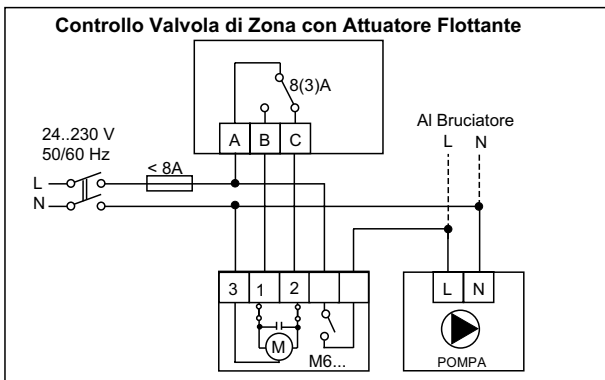 Controllo Valvola di Zona con Attuatore Flottante
8(3)A
A B C
Al Bruciatore
L N
24..230 V
50/60 Hz
< 8A
L
N
3 1 2
L N
M
M6...
POMPA